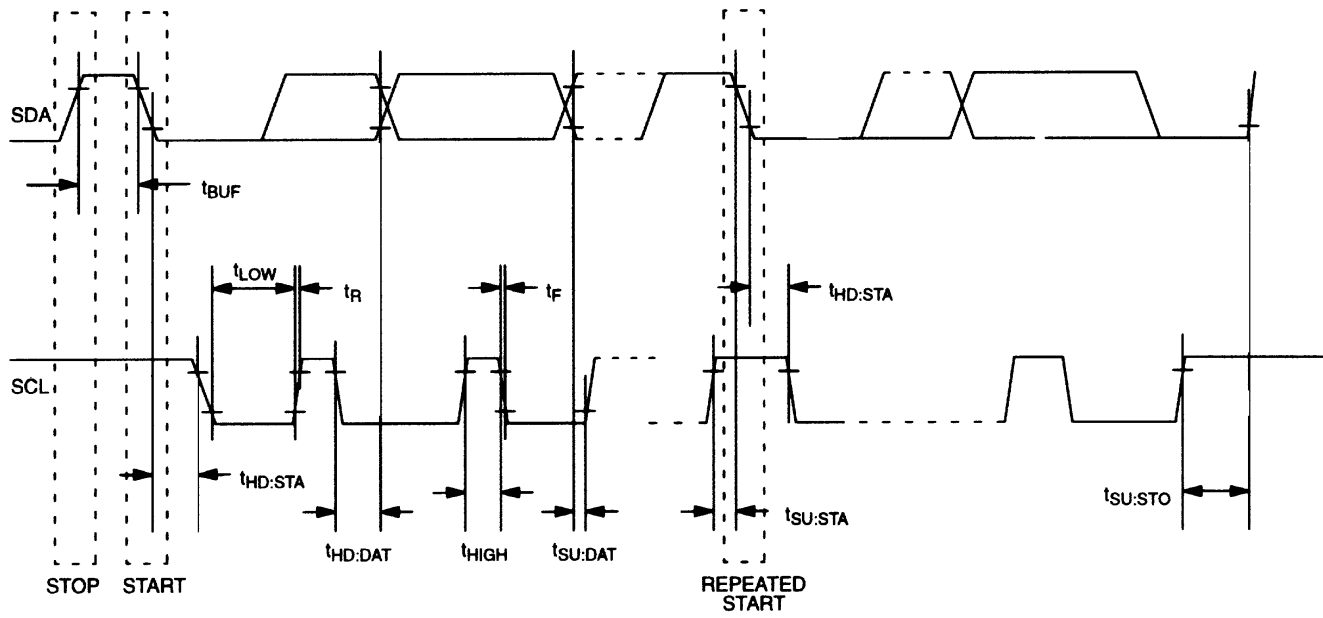 SDA
tBUF
tLOW
tR
tF
tHD:STA
SCL
tHD:STA
tHD:DAT
tHIGH
tSU:DAT
tSU:STA
tSU:STO
STOP
START
REPEATED
START